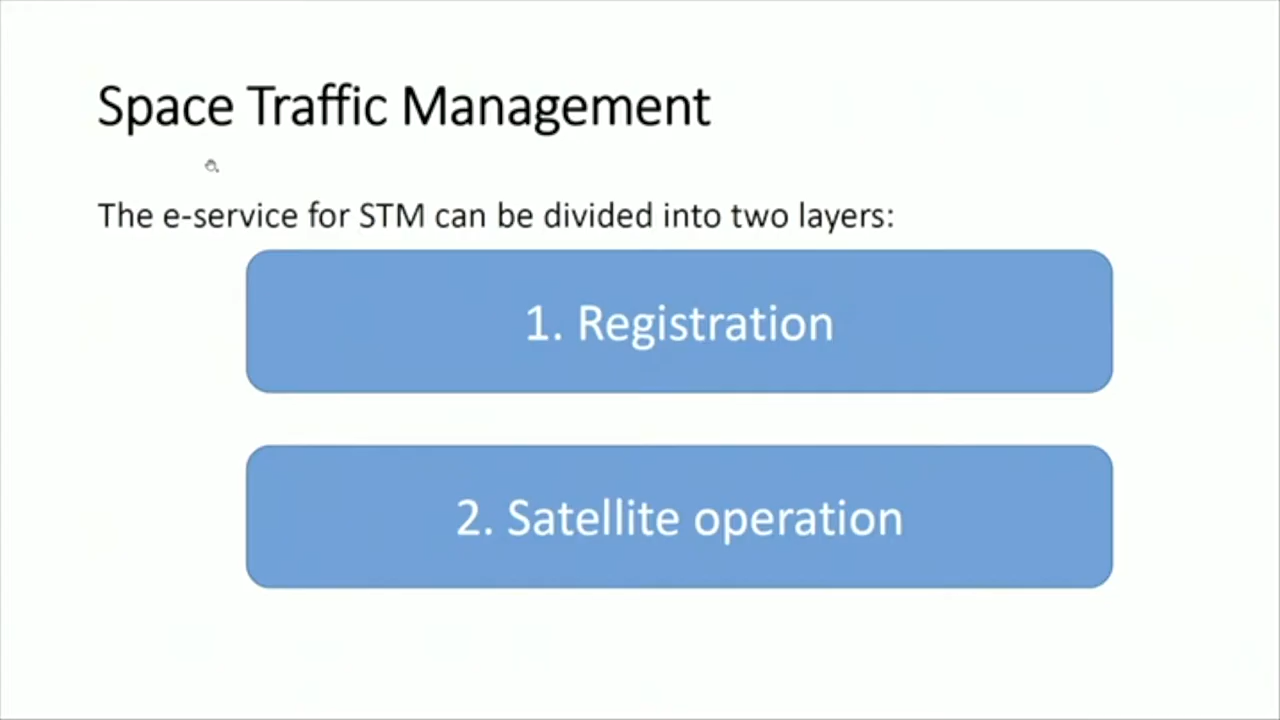 Space Traffic Management
The e-service for STM can be divided into two layers:
1. Registration
2. Satellite operation